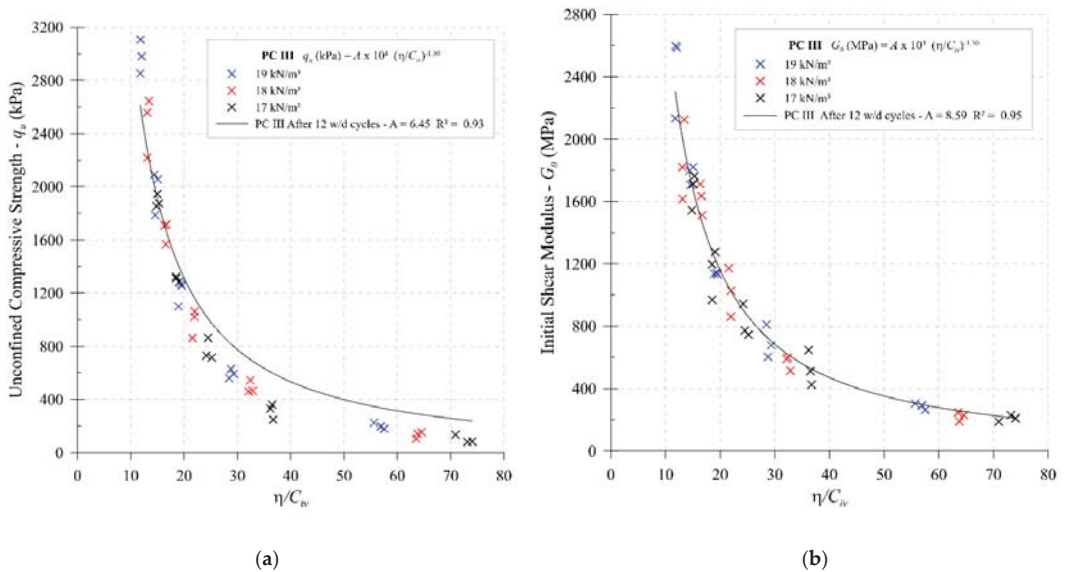 3200
2800
2400
2000
1600
1200
800
400
0
Unconfined Compressive Strength - qu (kPa)
PC III qu (kPa) = A x 10⁴ (η/Civ)-1.30
19 kN/m³
18 kN/m³
17 kN/m³
PC III After 12 w/d cycles - A = 6.45 R² = 0.93
0 10 20 30 40 50 60 70 80
η/Civ
(a)
2800
2400
2000
1600
1200
800
400
0
Initial Shear Modulus - G0 (MPa)
PC III G0 (MPa) = A x 10⁴ (η/Civ)-1.30
19 kN/m³
18 kN/m³
17 kN/m³
PC III After 12 w/d cycles - A = 8.59 R² = 0.95
0 10 20 30 40 50 60 70 80
η/Civ
(b)